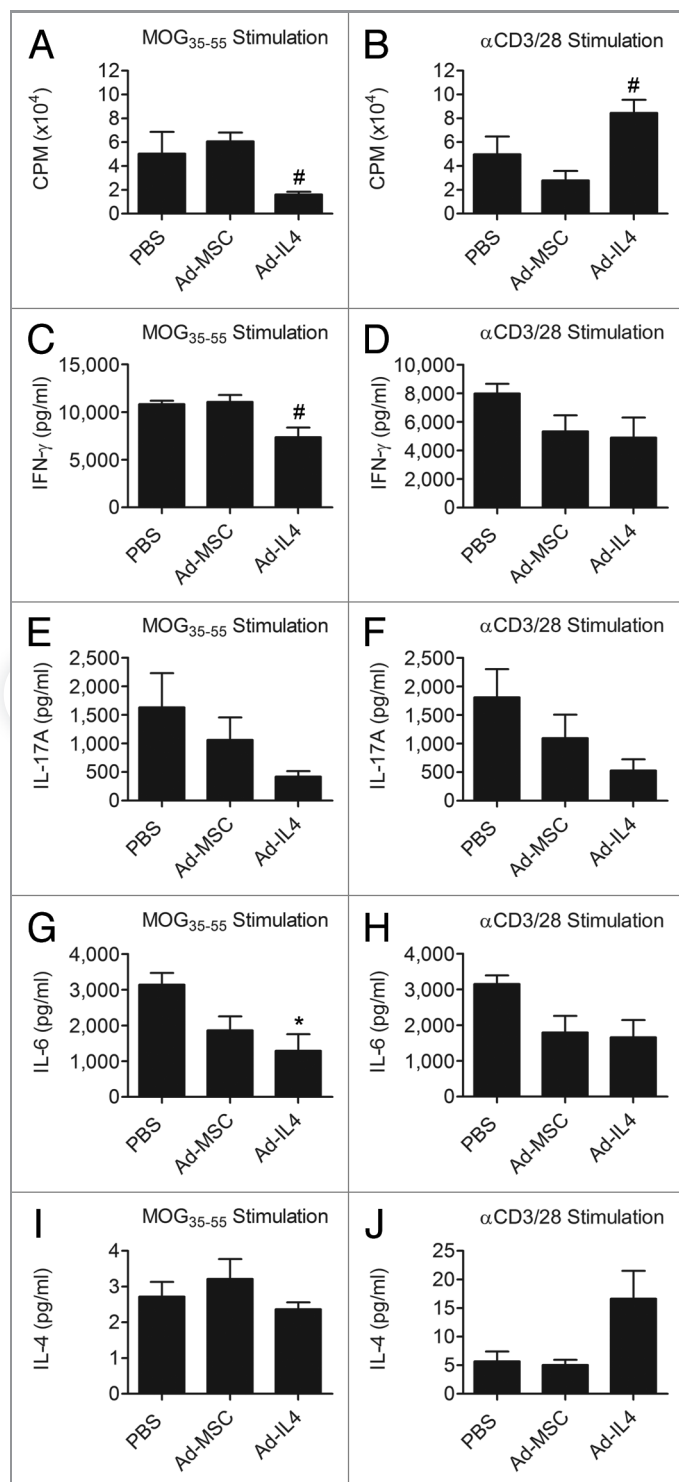 A
MOG35-55 Stimulation
CPM (x10⁴)
12
10
8
6
4
2
0
#
PBS
Ad-MSC
Ad-IL4
B
αCD3/28 Stimulation
CPM (x10⁴)
12
10
8
6
4
2
0
#
PBS
Ad-MSC
Ad-IL4
C
MOG35-55 Stimulation
IFN-γ (pg/ml)
15,000
10,000
5,000
0
#
PBS
Ad-MSC
Ad-IL4
D
αCD3/28 Stimulation
IFN-γ (pg/ml)
10,000
8,000
6,000
4,000
2,000
0
PBS
Ad-MSC
Ad-IL4
E
MOG35-55 Stimulation
IL-17A (pg/ml)
2,500
2,000
1,500
1,000
500
0
PBS
Ad-MSC
Ad-IL4
F
αCD3/28 Stimulation
IL-17A (pg/ml)
2,500
2,000
1,500
1,000
500
0
PBS
Ad-MSC
Ad-IL4
G
MOG35-55 Stimulation
IL-6 (pg/ml)
4,000
3,000
2,000
1,000
0
*
PBS
Ad-MSC
Ad-IL4
H
αCD3/28 Stimulation
IL-6 (pg/ml)
4,000
3,000
2,000
1,000
0
PBS
Ad-MSC
Ad-IL4
I
MOG35-55 Stimulation
IL-4 (pg/ml)
4
3
2
1
0
PBS
Ad-MSC
Ad-IL4
J
αCD3/28 Stimulation
IL-4 (pg/ml)
25
20
15
10
5
0
PBS
Ad-MSC
Ad-IL4